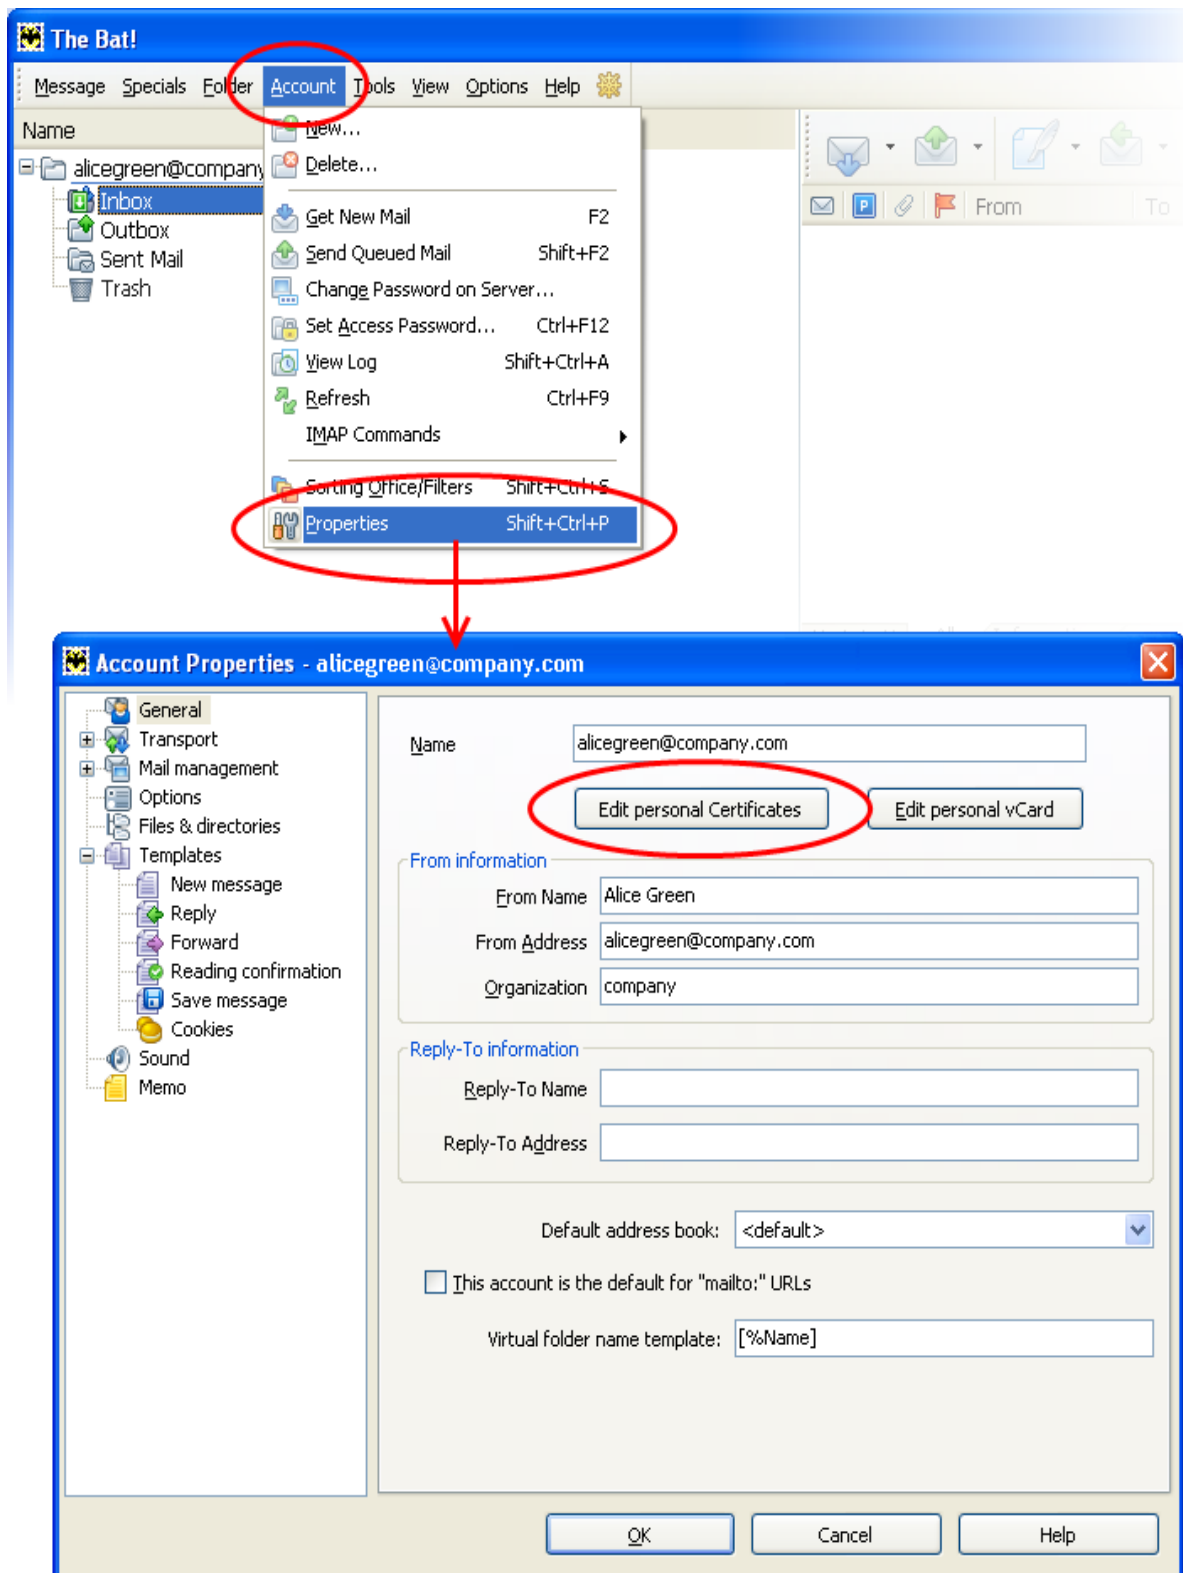 The Bat!
Message Specials Folder Account Tools View Options Help
Name
New...
Delete...
alicegreen@company
Inbox
Outbox
Sent Mail
Trash
Get New Mail F2
Send Queued Mail Shift+F2
Change Password on Server...
Set Access Password... Ctrl+F12
View Log Shift+Ctrl+A
Refresh Ctrl+F9
IMAP Commands
Sorting Office/Filters Shift+Ctrl+S
Properties Shift+Ctrl+P
P From To
Account Properties - alicegreen@company.com
General
Transport
Mail management
Options
Files & directories
Templates
New message
Reply
Forward
Reading confirmation
Save message
Cookies
Sound
Memo
Name alicegreen@company.com
Edit personal Certificates Edit personal vCard
From information
From Name Alice Green
From Address alicegreen@company.com
Organization company
Reply-To information
Reply-To Name
Reply-To Address
Default address book: <default>
This account is the default for "mailto:" URLs
Virtual folder name template: [%Name]
OK Cancel Help